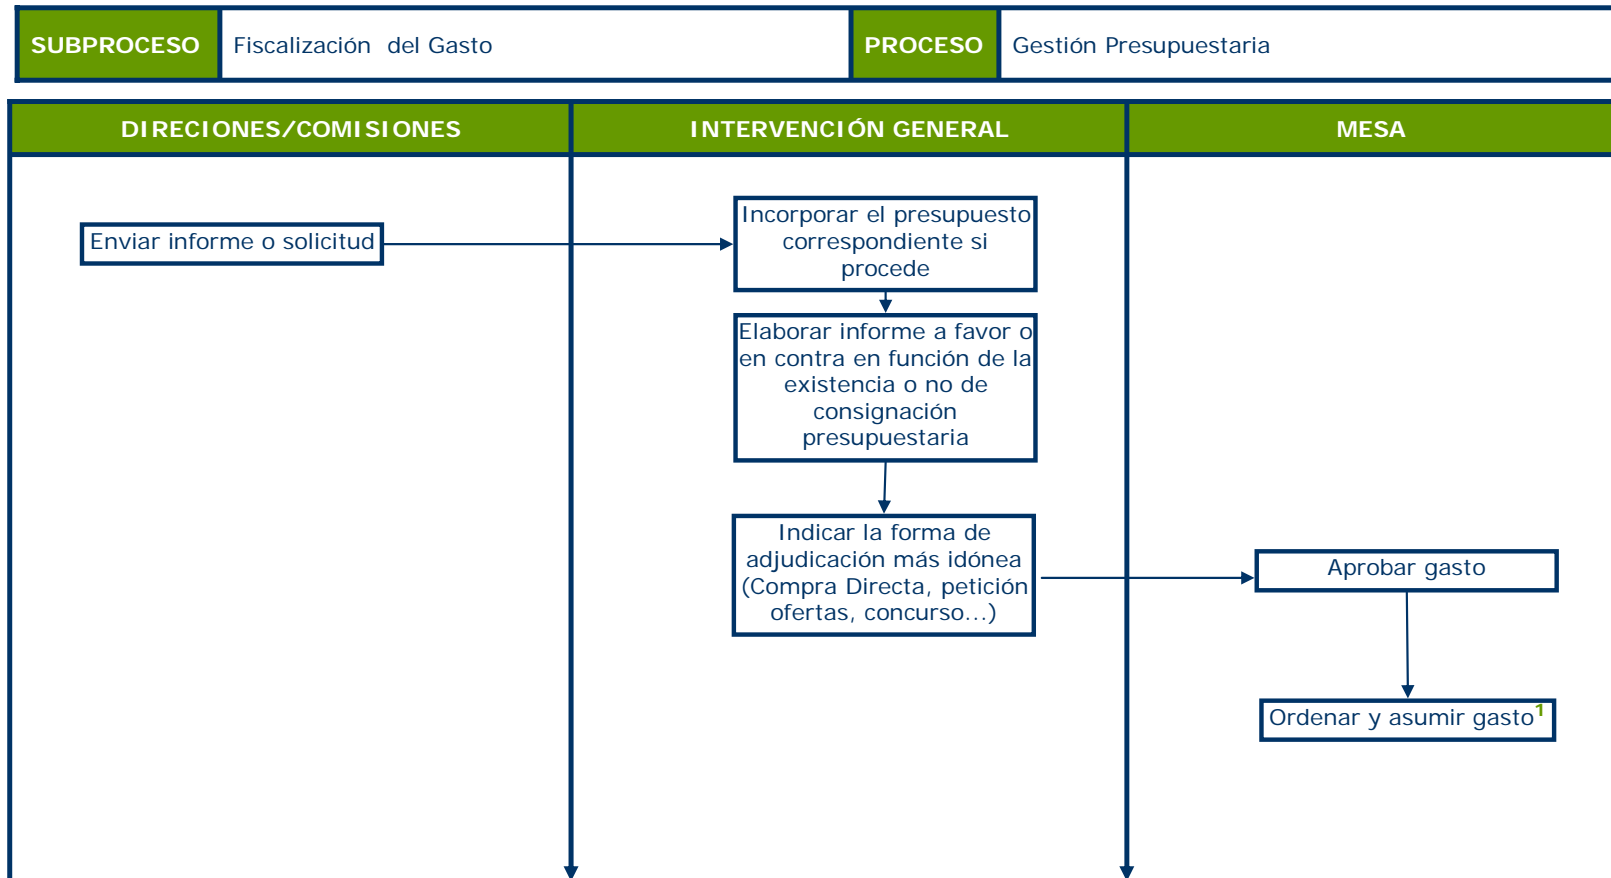 SUBPROCESO Fiscalización del Gasto PROCESO Gestión Presupuestaria
DIRECIONES/COMISIONES INTERVENCIÓN GENERAL MESA
Enviar informe o solicitud
Incorporar el presupuesto
correspondiente si
procede
Elaborar informe a favor o
en contra en función de la
existencia o no de
consignación
presupuestaria
Indicar la forma de
adjudicación más idónea
(Compra Directa, petición
ofertas, concurso...)
Aprobar gasto
Ordenar y asumir gasto1